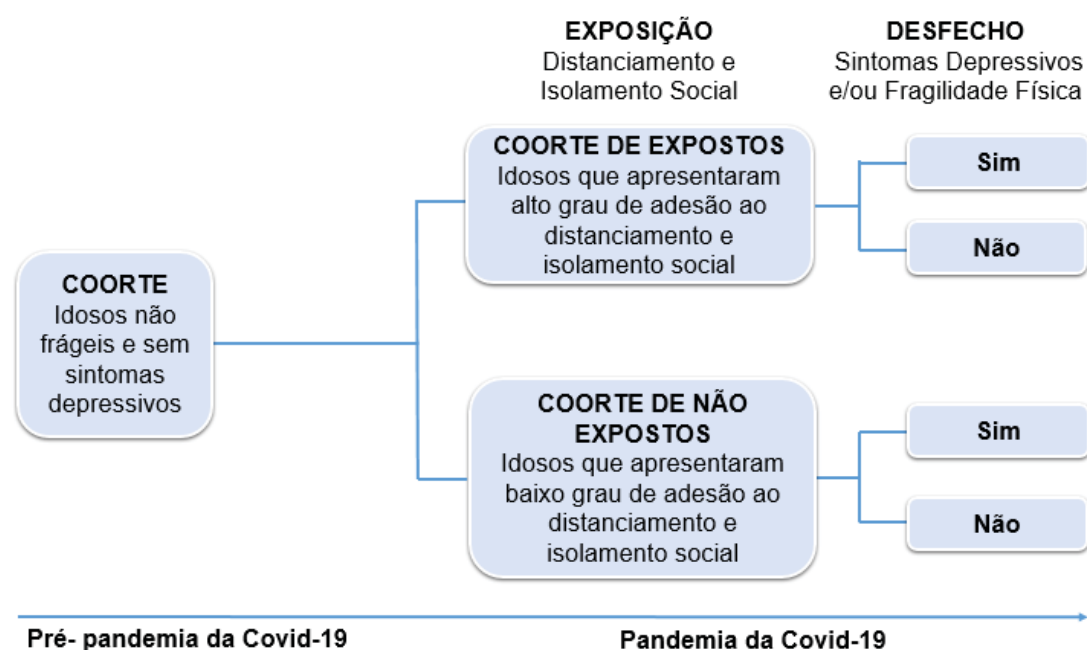 EXPOSIÇÃO
Distanciamento e
Isolamento Social
DESFECHO
Sintomas Depressivos
e/ou Fragilidade Física
COORTE
Idosos não
frágeis e sem
sintomas
depressivos
COORTE DE EXPOSTOS
Idosos que apresentaram
alto grau de adesão ao
distanciamento e
isolamento social
Sim
Não
COORTE DE NÃO
EXPOSTOS
Idosos que apresentaram
baixo grau de adesão ao
distanciamento e
isolamento social
Sim
Não
Pré- pandemia da Covid-19
Pandemia da Covid-19